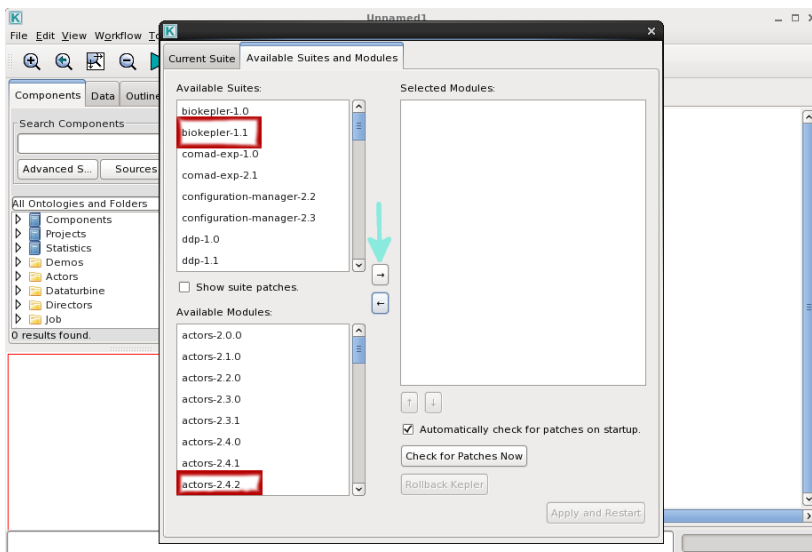 Unnamed1
File Edit View Workflow
Components Data Outline
Search Components
Advanced S... Sources
All Ontologies and Folders
Components
Projects
Statistics
Demos
Actors
Dataturbine
Directors
Job
0 results found.
Current Suite Available Suites and Modules
Available Suites:
biokepler-1.0
biokepler-1.1
comad-exp-1.0
comad-exp-2.1
configuration-manager-2.2
configuration-manager-2.3
ddp-1.0
ddp-1.1
Show suite patches.
Available Modules:
actors-2.0.0
actors-2.1.0
actors-2.2.0
actors-2.3.0
actors-2.3.1
actors-2.4.0
actors-2.4.1
actors-2.4.2
Selected Modules:
Automatically check for patches on startup.
Check for Patches Now
Rollback Kepler
Apply and Restart